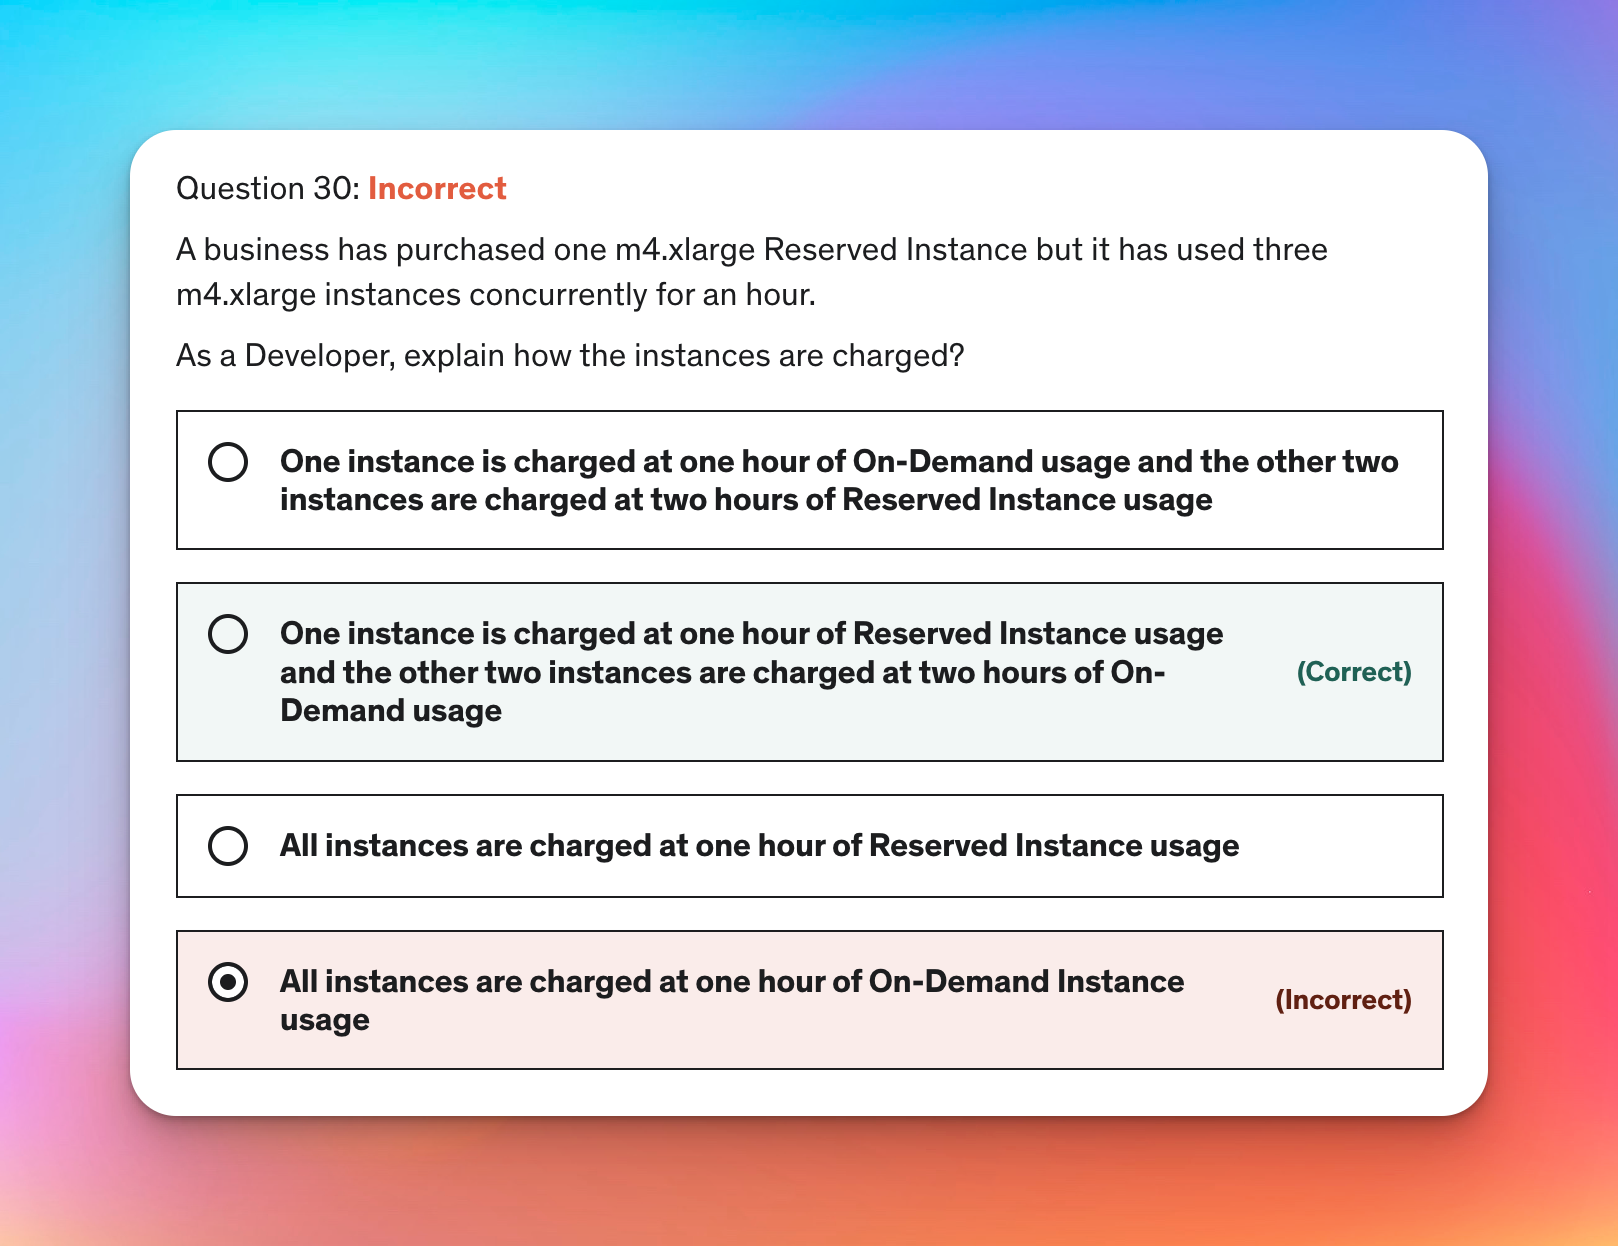 Question 30: Incorrect
A business has purchased one m4.xlarge Reserved Instance but it has used three
m4.xlarge instances concurrently for an hour.
As a Developer, explain how the instances are charged?
One instance is charged at one hour of On-Demand usage and the other two
instances are charged at two hours of Reserved Instance usage
One instance is charged at one hour of Reserved Instance usage
and the other two instances are charged at two hours of On-
Demand usage
(Correct)
All instances are charged at one hour of Reserved Instance usage
All instances are charged at one hour of On-Demand Instance
usage
(Incorrect)